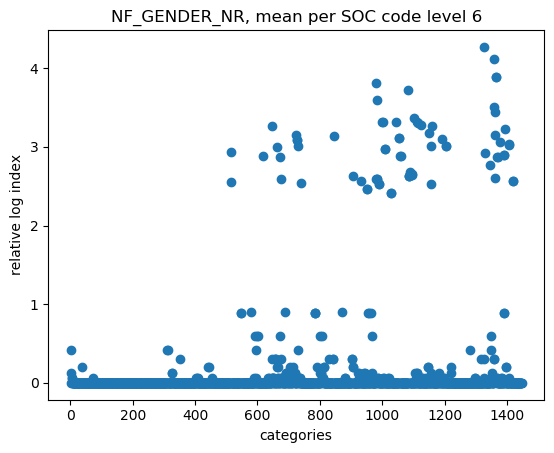 NF_GENDER_NR, mean per SOC code level 6
relative log index
4
3
2
1
0
0 200 400 600 800 1000 1200 1400
categories